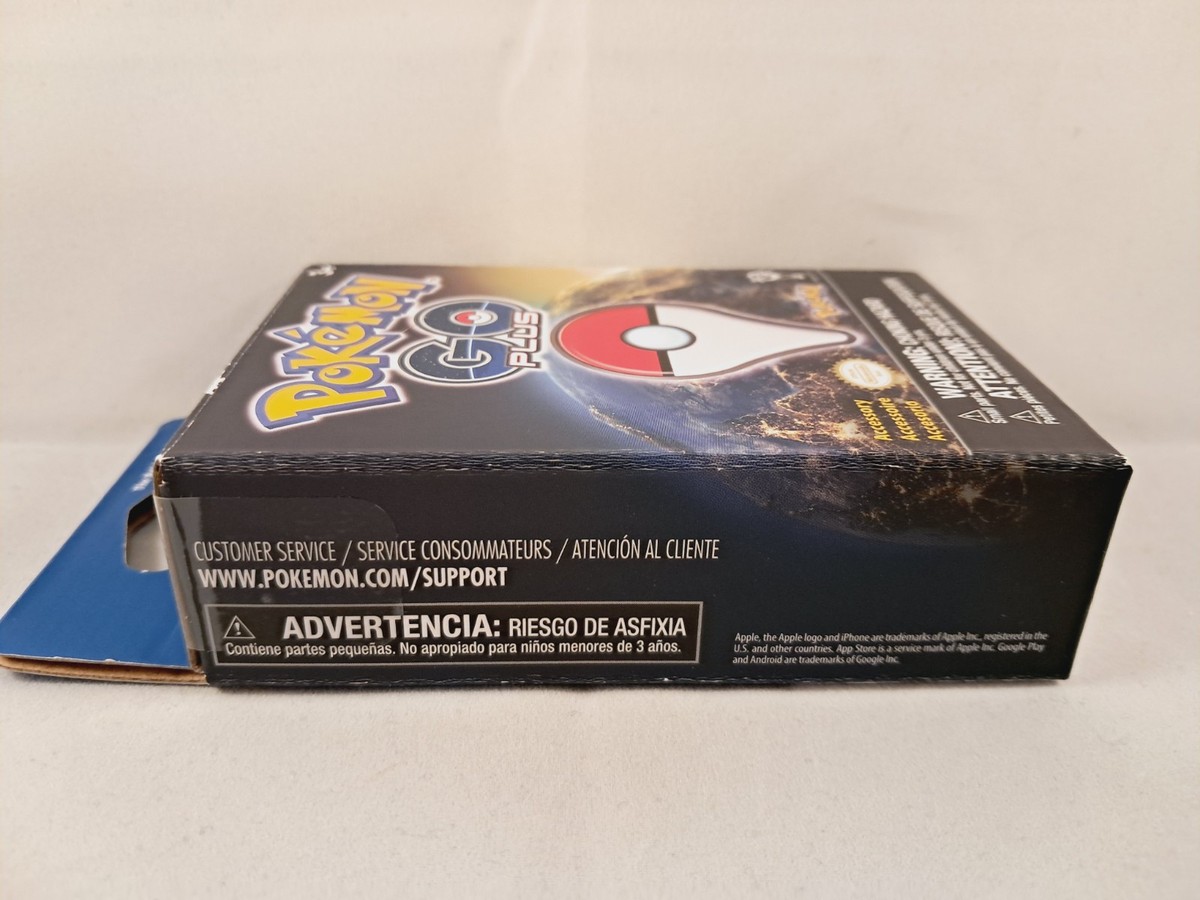 3+
POKéMON
GO
PLUS
Accessory
Accessoire
Accesorio
WARNING:
ATTENTION:
CUSTOMER SERVICE / SERVICE CONSOMMATEURS / ATENCIÓN AL CLIENTE
WWW.POKEMON.COM/SUPPORT
ADVERTENCIA: RIESGO DE ASFIXIA
Contiene partes pequeñas. No apropiado para niños menores de 3 años.
Apple, the Apple logo and iPhone are trademarks of Apple Inc., registered in the
U.S. and other countries. App Store is a service mark of Apple Inc. Google Play
and Android are trademarks of Google Inc.